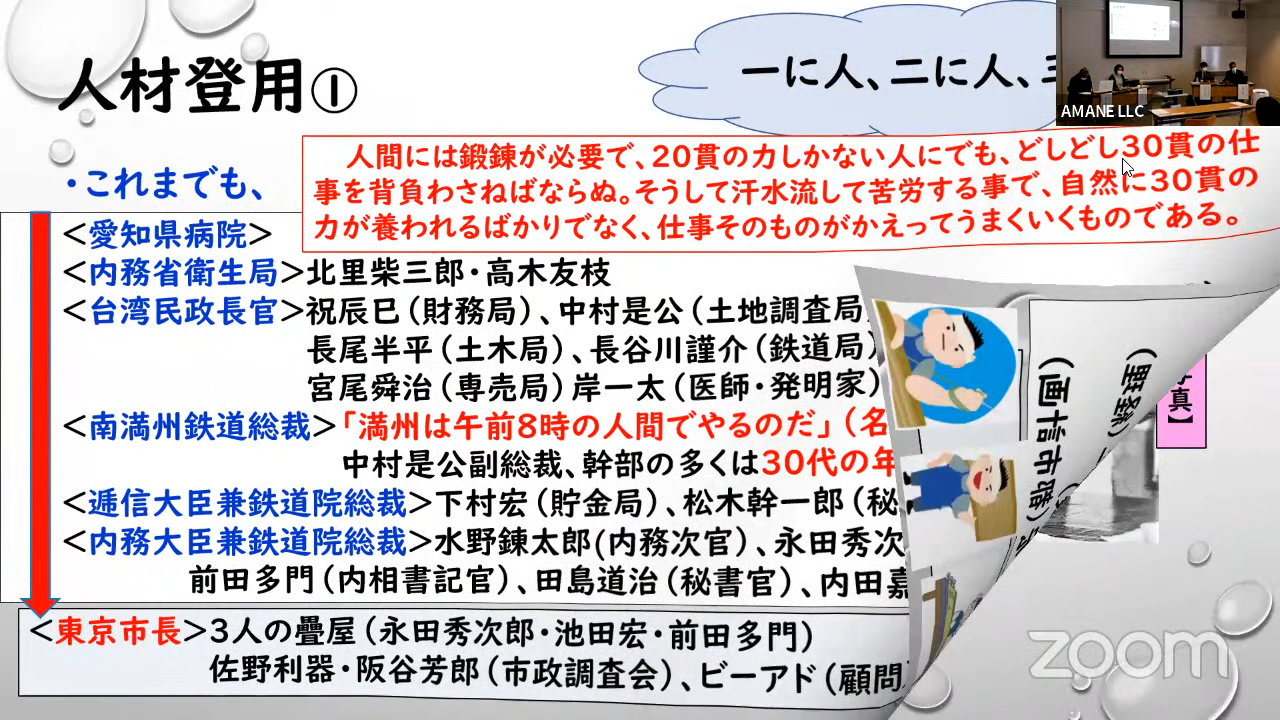 人材登用①
一に人、二に人、三
AMANE LLC
・これまでも、
人間には鍛錬が必要で、20貫の力しかない人にでも、どしどし30貫の仕
事を背負わさねばならぬ。そうして汗水流して苦労する事で、自然に30貫の
力が養われるばかりでなく、仕事そのものがかえってうまくいくものである。
<愛知県病院>
<内務省衛生局>北里柴三郎・高木友枝
<台湾民政長官>祝辰巳(財務局)、中村是公(土地調査局
長尾半平(土木局)、長谷川謹介(鉄道局)
宮尾舜治(専売局)岸一太(医師・発明家)
<南満州鉄道総裁>「満州は午前8時の人間でやるのだ」(名
中村是公副総裁、幹部の多くは30代の年
<逓信大臣兼鉄道院総裁>下村宏(貯金局)、松木幹一郎(秘
<内務大臣兼鉄道院総裁>水野錬太郎(内務次官)、永田秀次
前田多門(内相書記官)、田島道治(秘書官)、内田嘉
<東京市長>3人の畳屋(永田秀次郎・池田宏・前田多門)
佐野利器・阪谷芳郎(市政調査会)、ビーアド(顧問
真】
zoom